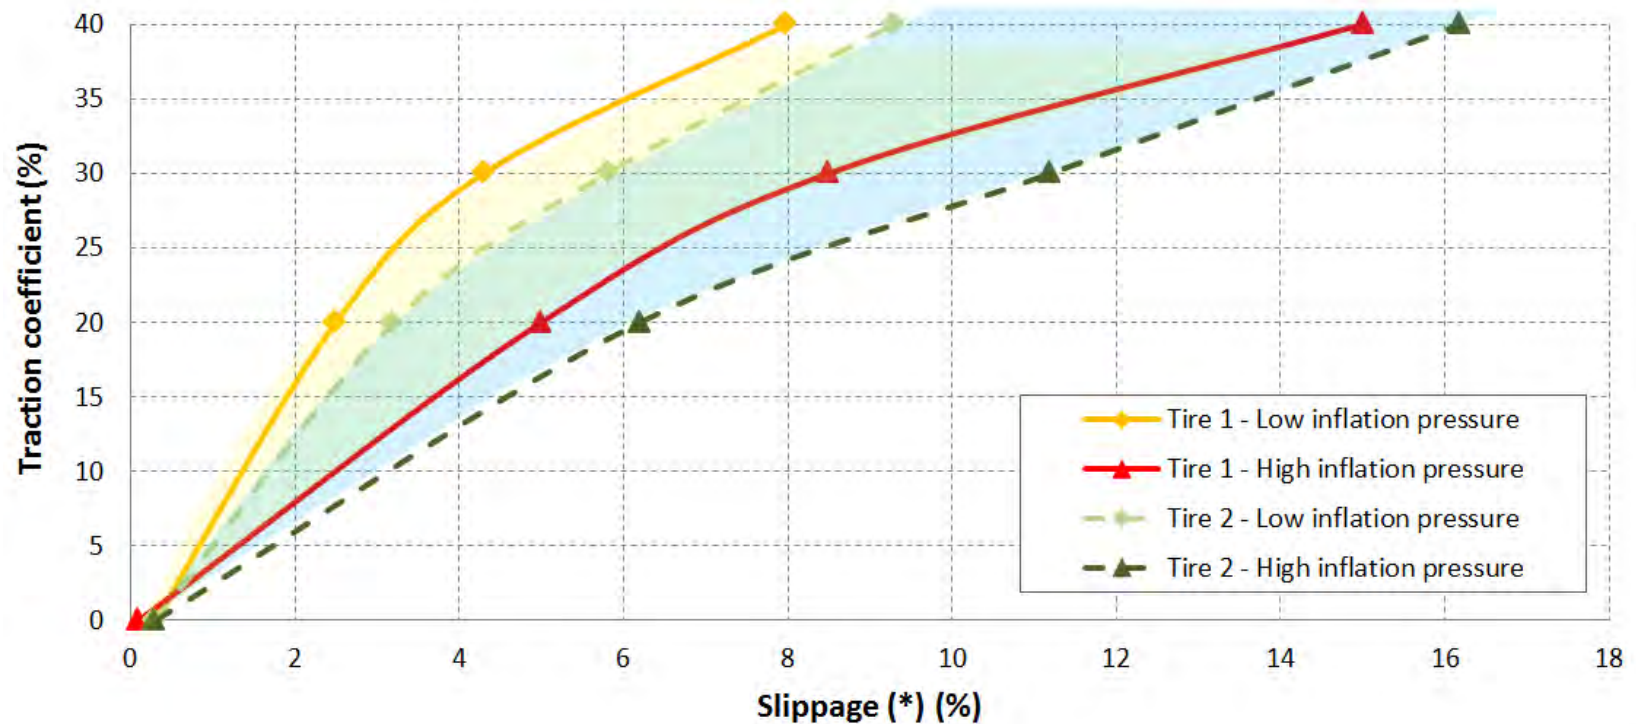 40
35
30
25
20
15
10
5
0
Traction coefficient (%)
Tire 1 - Low inflation pressure
Tire 1 - High inflation pressure
Tire 2 - Low inflation pressure
Tire 2 - High inflation pressure
0 2 4 6 8 10 12 14 16 18
Slippage (*) (%)